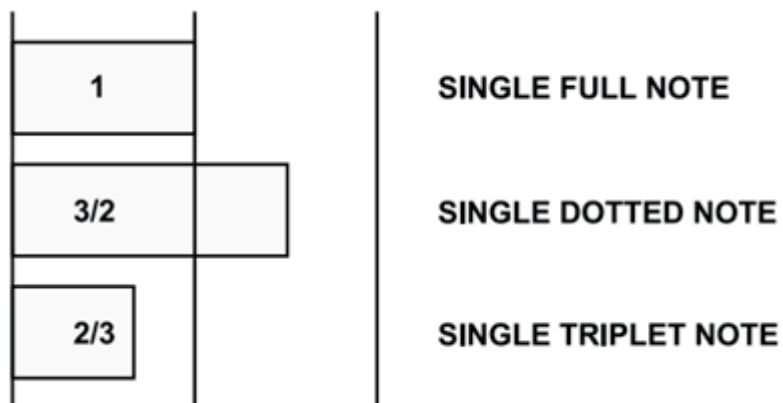 1 SINGLE FULL NOTE
3/2 SINGLE DOTTED NOTE
2/3 SINGLE TRIPLET NOTE